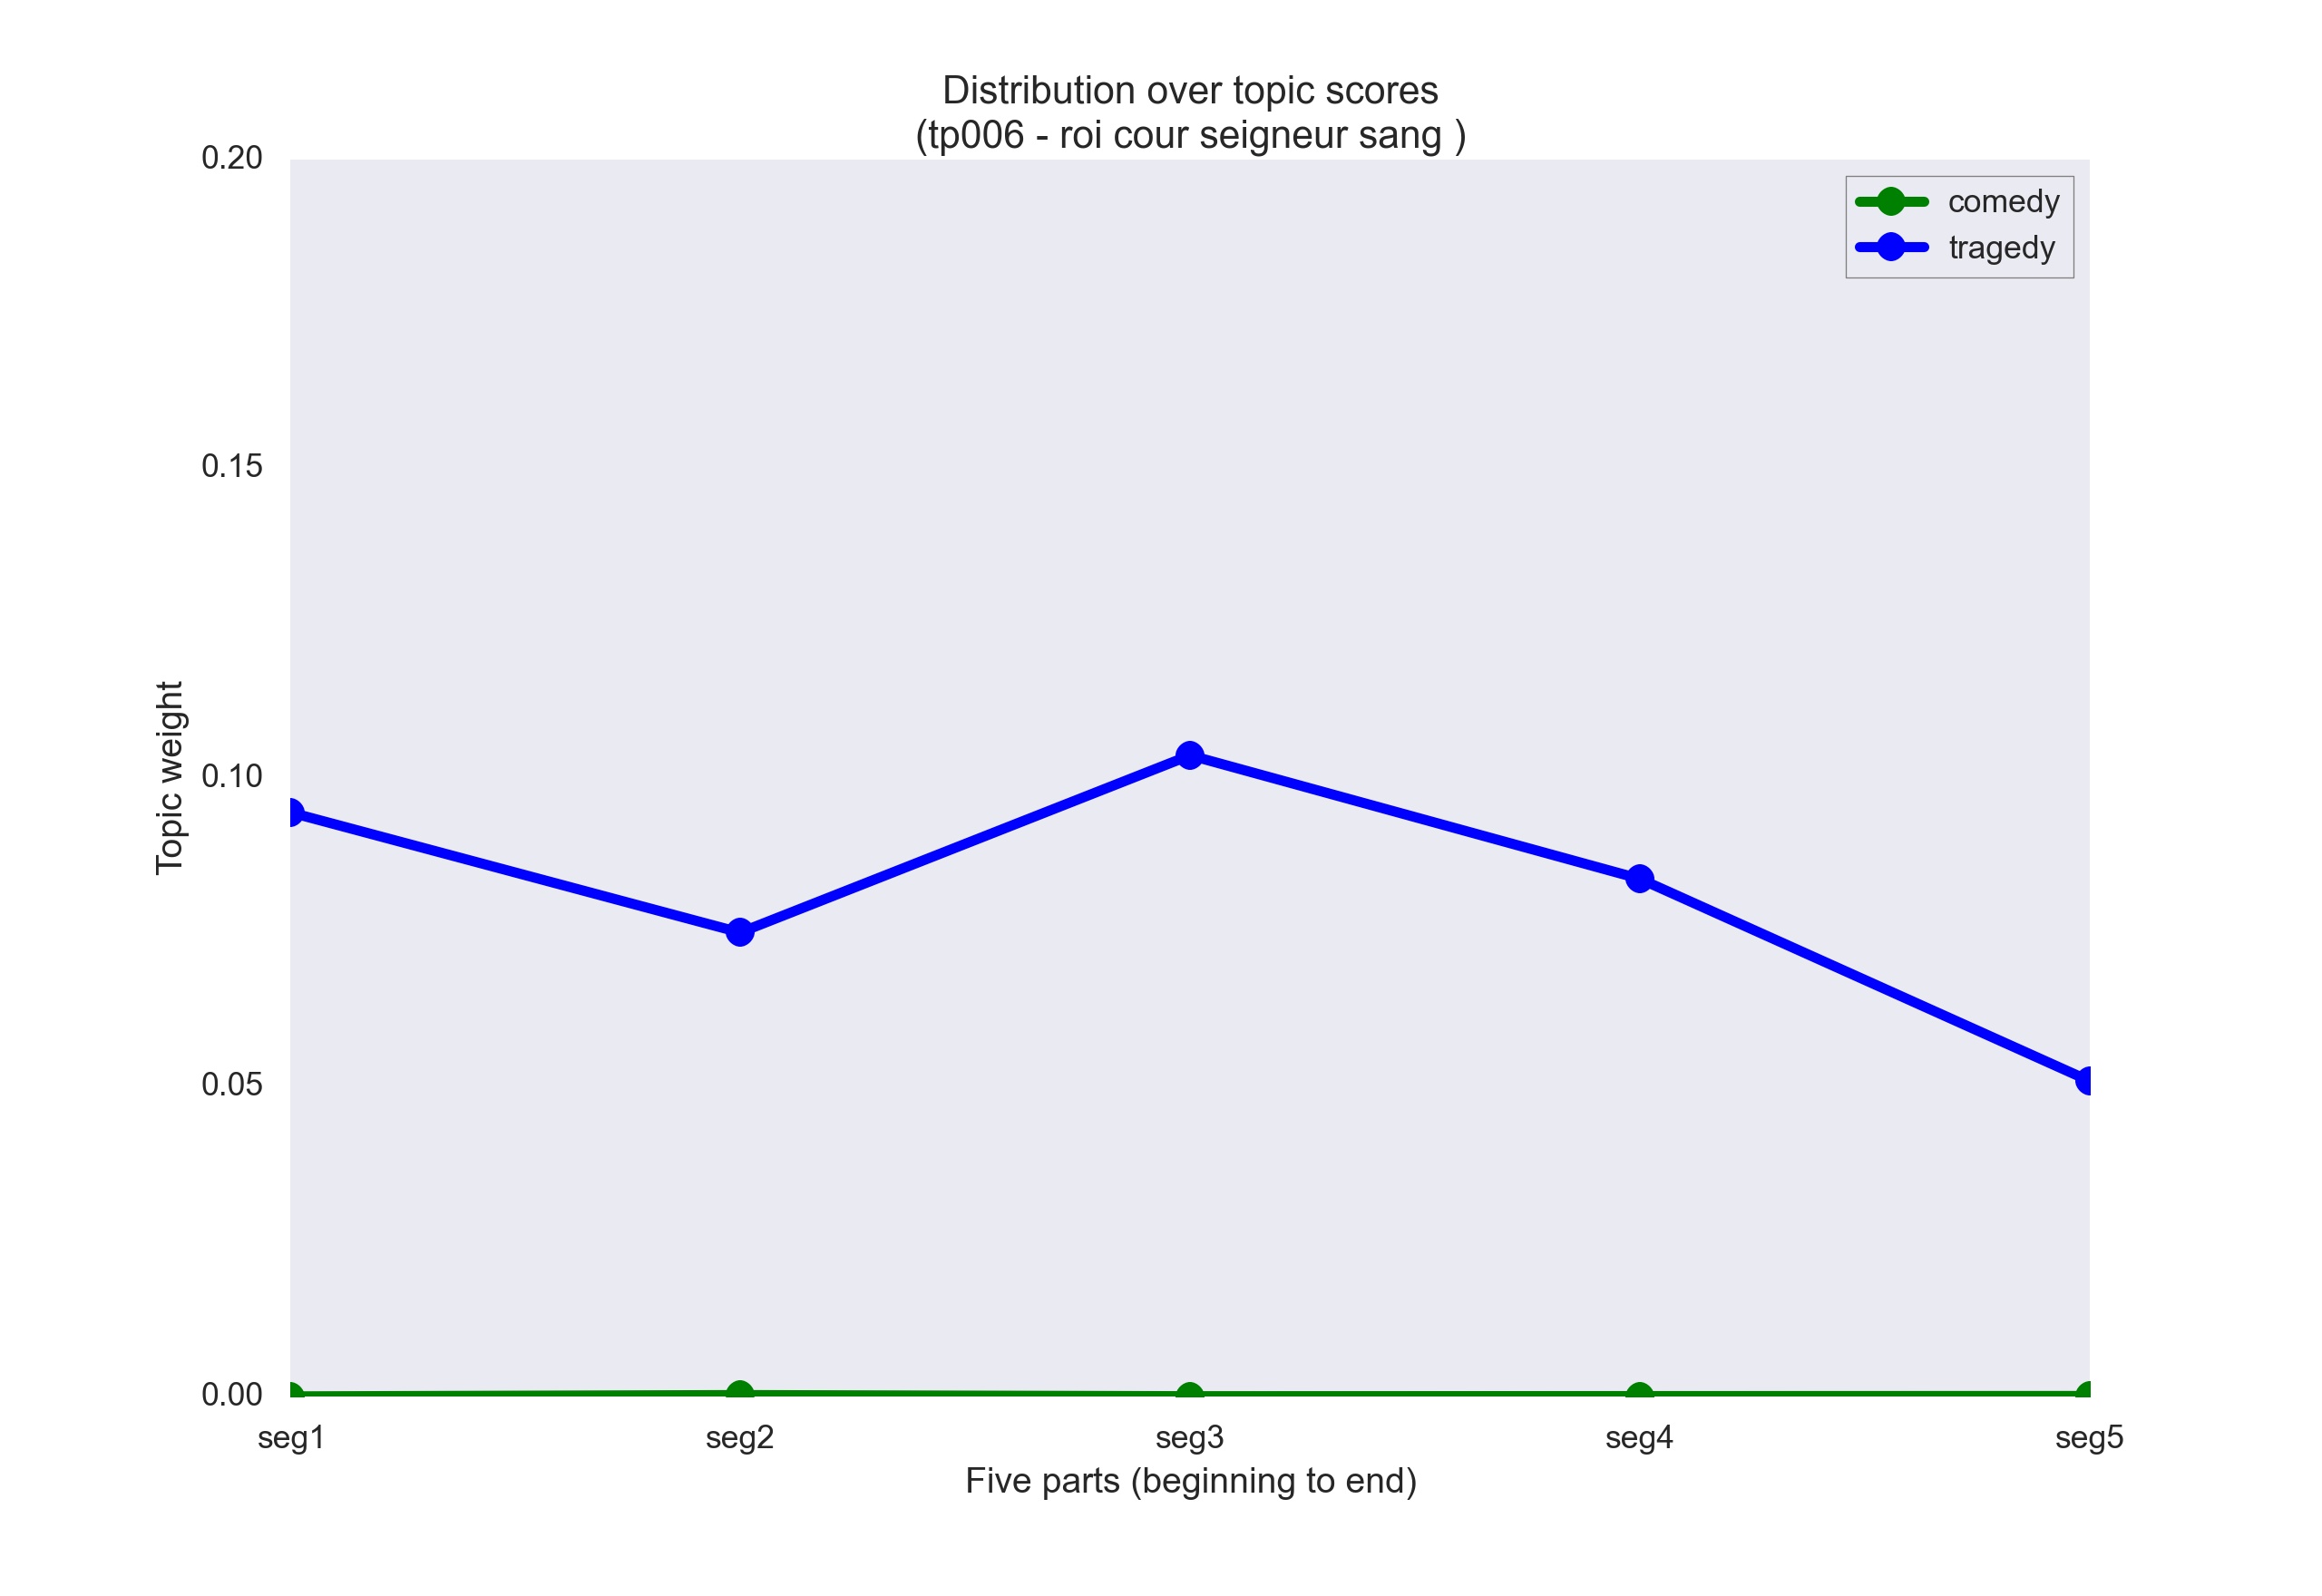 Distribution over topic scores
(tp006 - roi cour seigneur sang )
comedy
tragedy
Topic weight
0.20
0.15
0.10
0.05
0.00
seg1 seg2 seg3 seg4 seg5
Five parts (beginning to end)